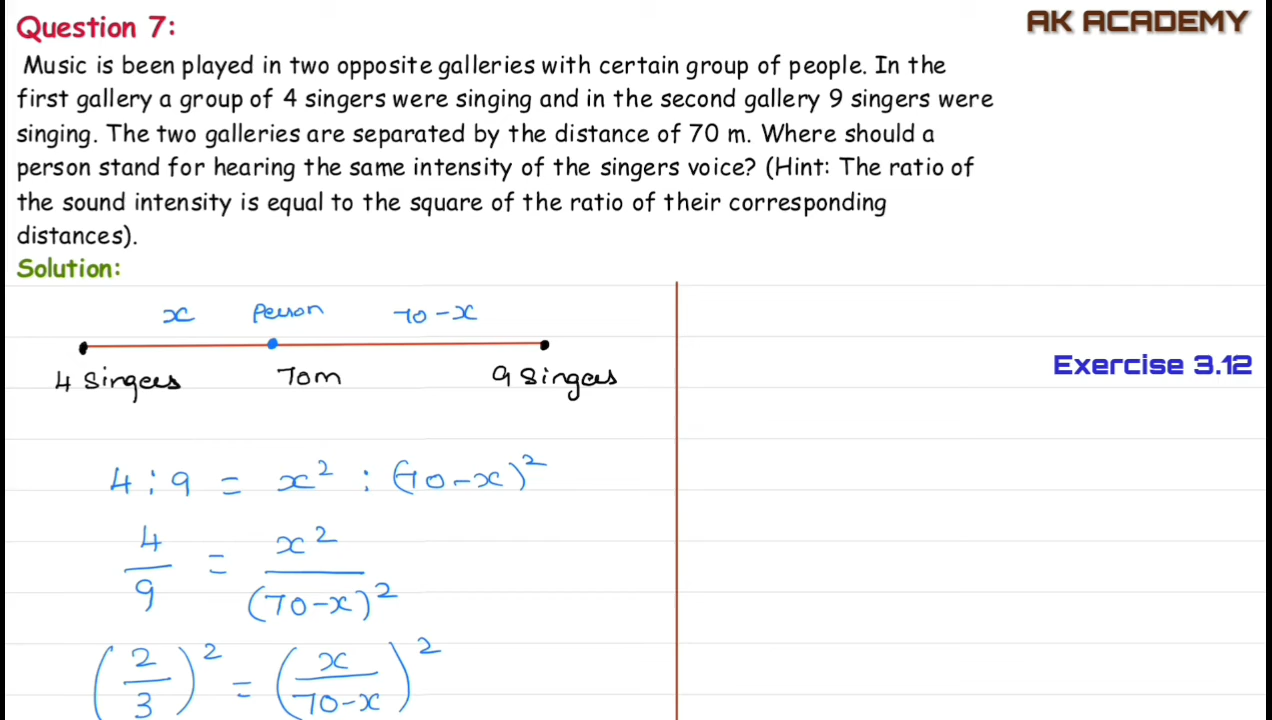 Question 7:
AK ACADEMY
Music is been played in two opposite galleries with certain group of people. In the
first gallery a group of 4 singers were singing and in the second gallery 9 singers were
singing. The two galleries are separated by the distance of 70 m. Where should a
person stand for hearing the same intensity of the singers voice? (Hint: The ratio of
the sound intensity is equal to the square of the ratio of their corresponding
distances).
Solution:
x Person 70-x
4 Singers 70m 9 Singers
Exercise 3.12
4 : 9 = x² : (70-x)²
4/9 = x²/(70-x)²
(2/3)² = (x/70-x)²